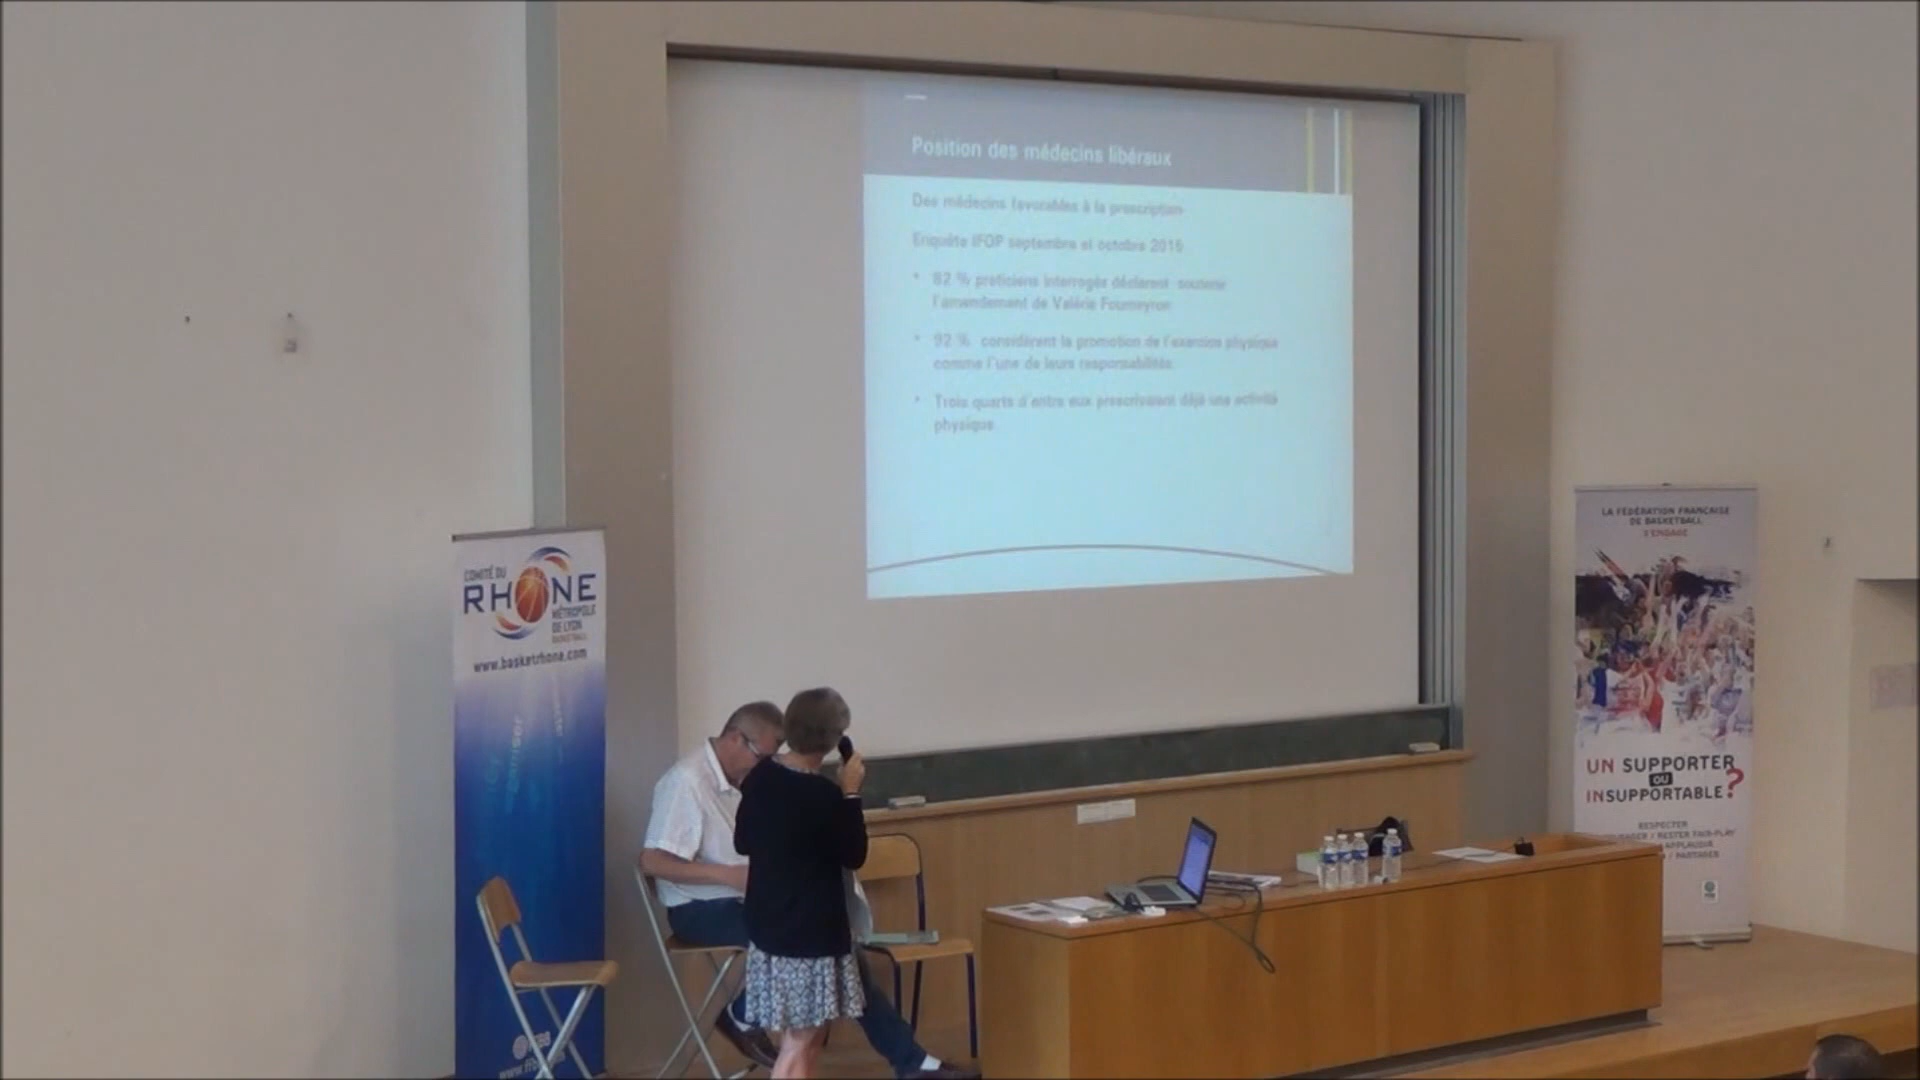 Position des médecins libéraux
Des médecins favorables à la prescription
Enquête IFOP septembre et octobre 2015
82 % praticiens interrogés déclarent soutenir
l'amendement de Valérie Fourneyron
92 % considèrent la promotion de l'exercice physique
comme l'une de leurs responsabilités.
Trois quarts d'entre eux prescrivaient déjà une activité
physique.
COMITÉ DU
RHONE
MÉTROPOLE
DE LYON
BASKETBALL
www.basketrhone.com
LA FÉDÉRATION FRANÇAISE
DE BASKETBALL
S'ENGAGE
UN SUPPORTER
OU
INSUPPORTABLE?
RESPECTER
/ RESTER FAIR-PLAY
APPLAUDIR
/ PARTAGER